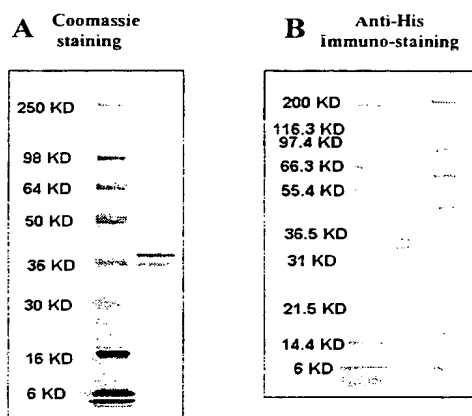 A Coomassie
staining
250 KD
98 KD
64 KD
50 KD
36 KD
30 KD
16 KD
6 KD
B Anti-His
Immuno-staining
200 KD
116.3 KD
97.4 KD
66.3 KD
55.4 KD
36.5 KD
31 KD
21.5 KD
14.4 KD
6 KD